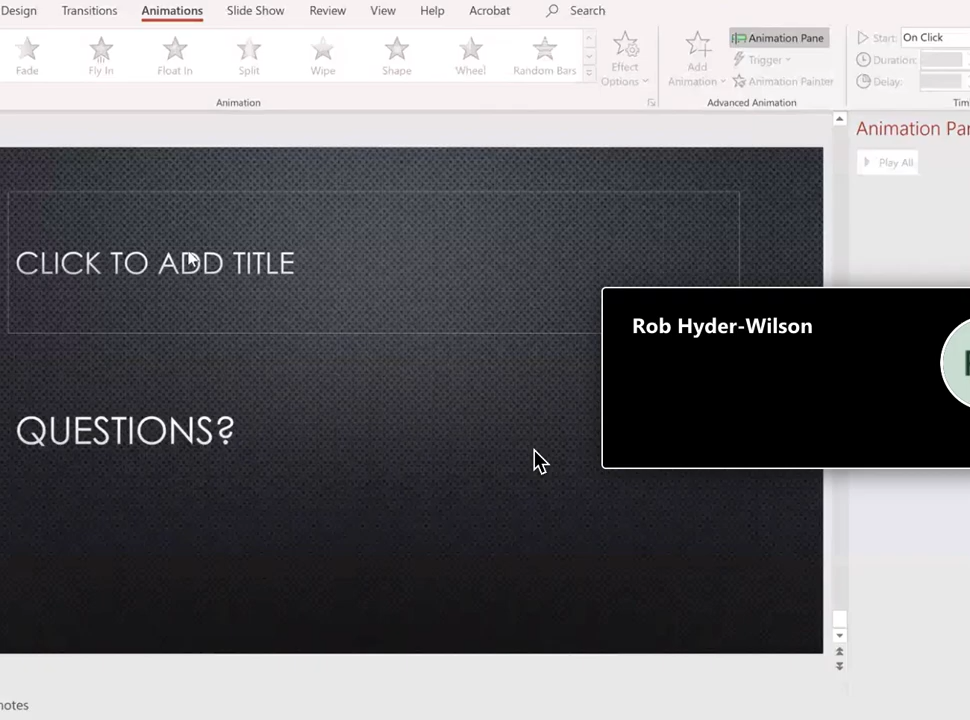 Design Transitions Animations Slide Show Review View Help Acrobat Search
Fade Fly In Float In Split Wipe Shape Wheel Random Bars
Effect
Options
Add
Animation
Animation Pane
Trigger
Animation Painter
Start: On Click
Duration:
Delay:
Animation
Advanced Animation
Animation
Play All
CLICK TO ADD TITLE
Rob Hyder-Wilson
QUESTIONS?
notes